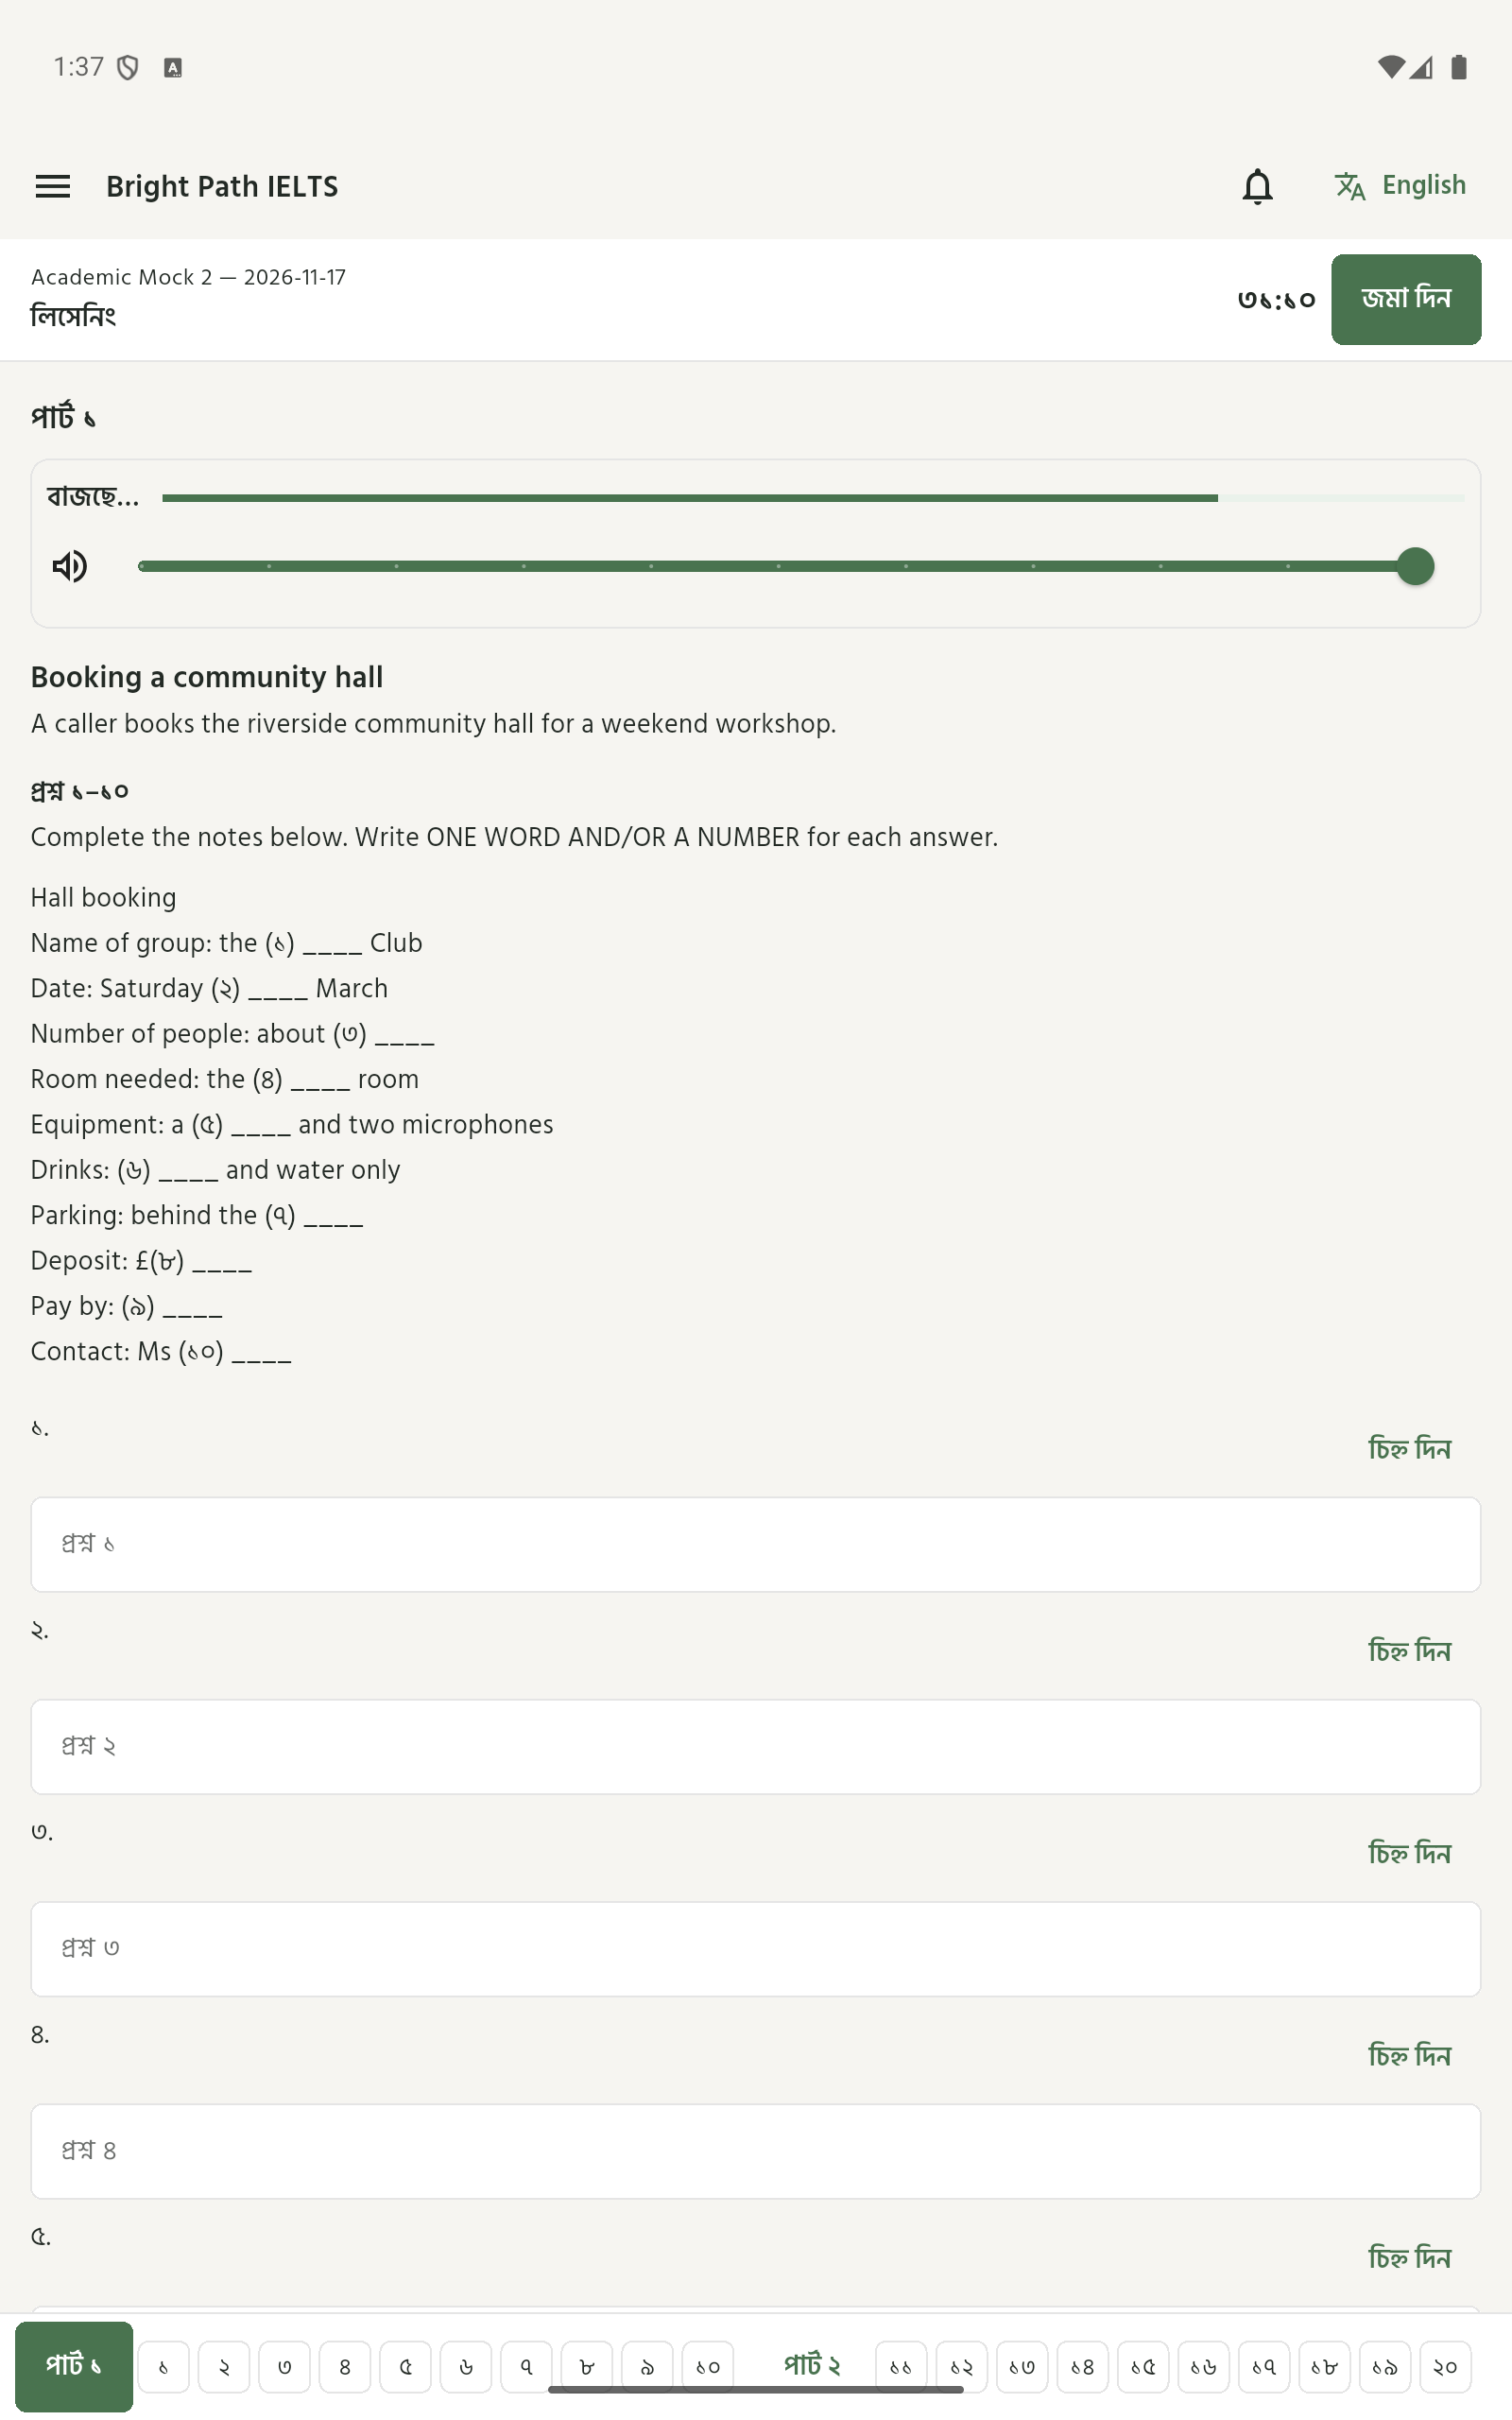 1:37
Bright Path IELTS
English
Academic Mock 2 — 2026-11-17
লিসেনিং
৩১:১০
জমা দিন
পার্ট ১
বাজছে...
Booking a community hall
A caller books the riverside community hall for a weekend workshop.
প্রশ্ন ১–১০
Complete the notes below. Write ONE WORD AND/OR A NUMBER for each answer.
Hall booking
Name of group: the (১) ____ Club
Date: Saturday (২) ____ March
Number of people: about (৩) ____
Room needed: the (৪) ____ room
Equipment: a (৫) ____ and two microphones
Drinks: (৬) ____ and water only
Parking: behind the (৭) ____
Deposit: £(৮) ____
Pay by: (৯) ____
Contact: Ms (১০) ____
১.
চিহ্ন দিন
প্রশ্ন ১
২.
চিহ্ন দিন
প্রশ্ন ২
৩.
চিহ্ন দিন
প্রশ্ন ৩
৪.
চিহ্ন দিন
প্রশ্ন ৪
৫.
চিহ্ন দিন
পার্ট ১ ১ ২ ৩ ৪ ৫ ৬ ৭ ৮ ৯ ১০ পার্ট ২ ১১ ১২ ১৩ ১৪ ১৫ ১৬ ১৭ ১৮ ১৯ ২০